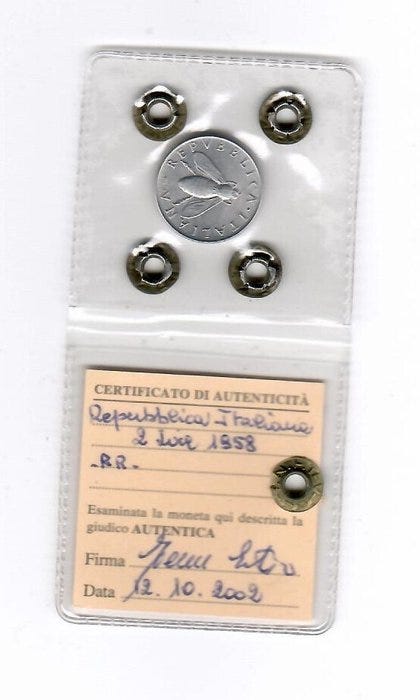 REPVBBLICA · ITALIANA
CERTIFICATO DI AUTENTICITÀ
Repubblica Italiana
2 Lire 1958
-RR-
Esaminata la moneta qui descritta la
giudico AUTENTICA
Firma
Data 12.10.2002